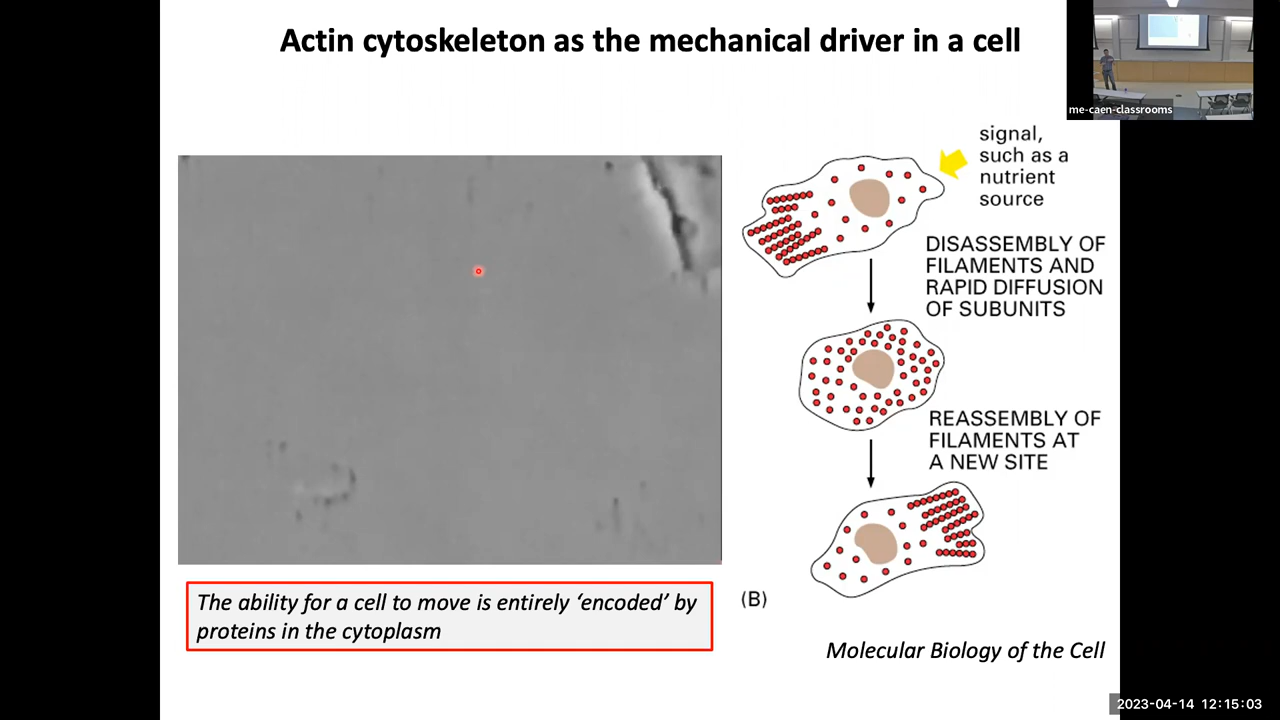 Actin cytoskeleton as the mechanical driver in a cell
me-caen-classrooms
signal,
such as a
nutrient
source
DISASSEMBLY OF
FILAMENTS AND
RAPID DIFFUSION
OF SUBUNITS
REASSEMBLY OF
FILAMENTS AT
A NEW SITE
The ability for a cell to move is entirely ‘encoded’ by
proteins in the cytoplasm
(B)
Molecular Biology of the Cell
2023-04-14 12:15:03